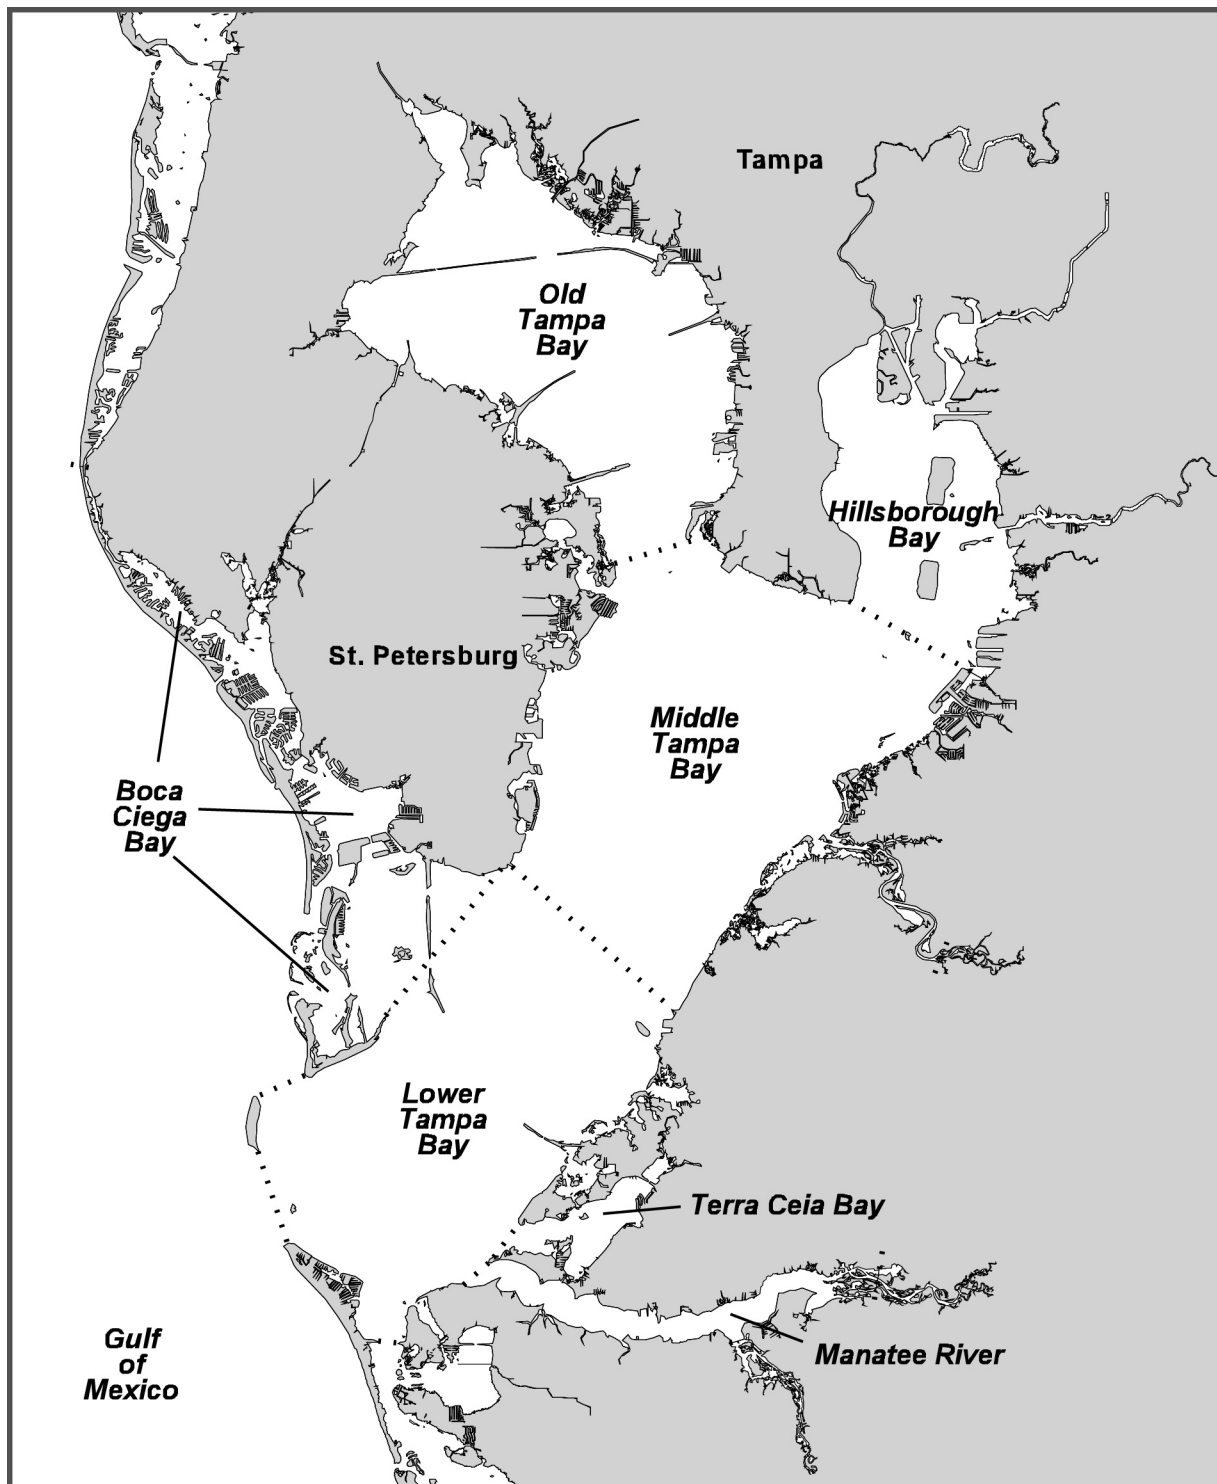 Tampa
Old
Tampa
Bay
Hillsborough
Bay
St. Petersburg
Middle
Tampa
Bay
Boca
Ciega
Bay
Lower
Tampa
Bay
Terra Ceia Bay
Gulf
of
Mexico
Manatee River